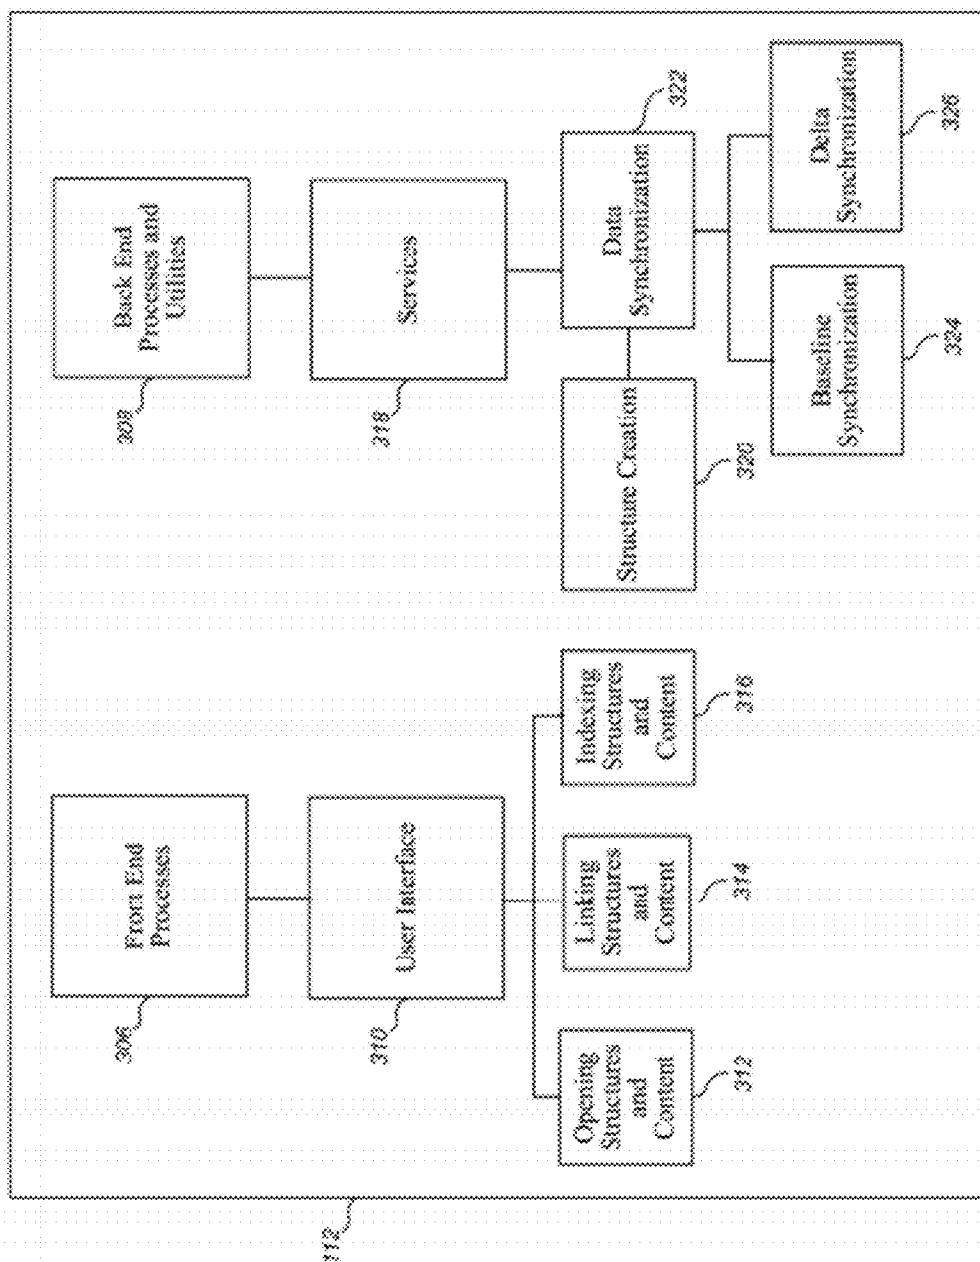 112
306
Front End
Processes
308
Back End
Processes and
Utilities
310
User Interface
318
Services
Opening
Structures
and
Content
312
Linking
Structures
and
Content
314
Indexing
Structures
and
Content
316
Structure Creation
320
Data
Synchronization
322
Baseline
Synchronization
324
Delta
Synchronization
326